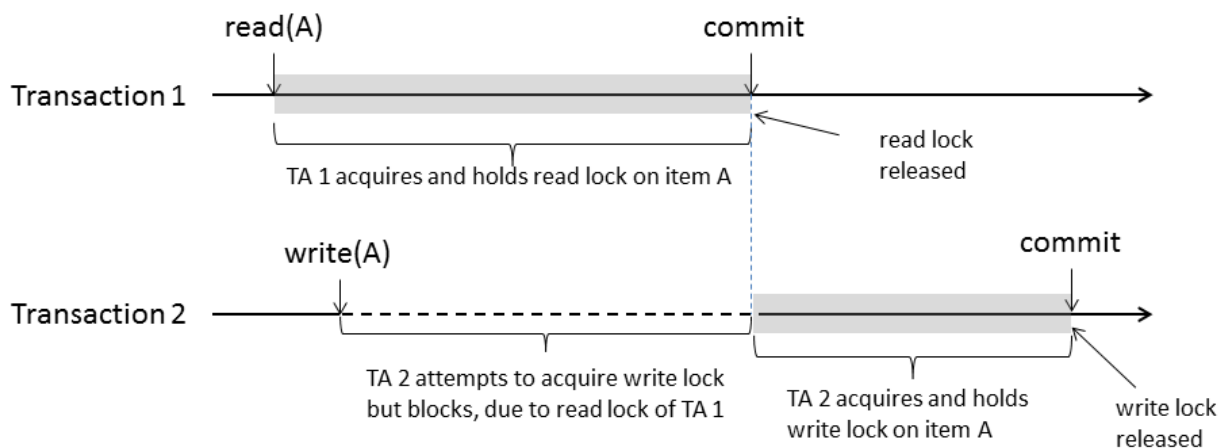 read(A)
commit
Transaction 1
read lock
released
TA 1 acquires and holds read lock on item A
commit
write(A)
Transaction 2
TA 2 attempts to acquire write lock
but blocks, due to read lock of TA 1
TA 2 acquires and holds
write lock on item A
write lock
released